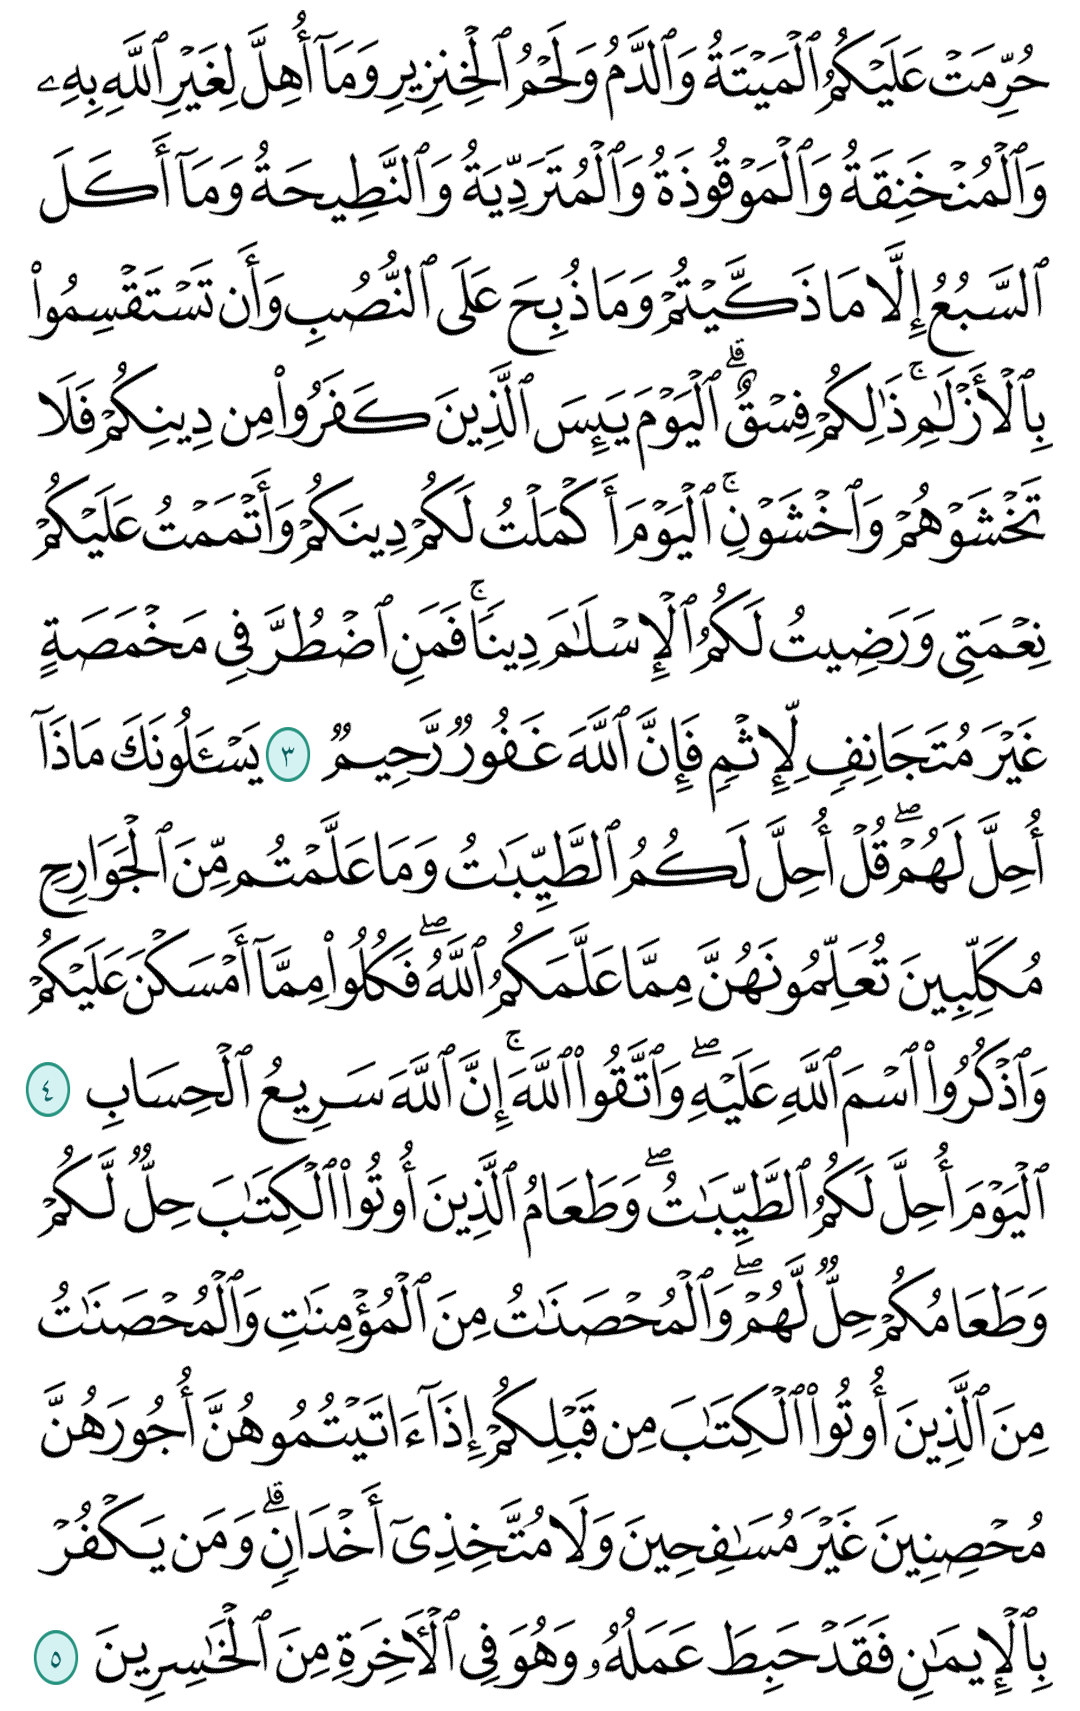 حُرِّمَتْ عَلَيْكُمُ ٱلْمَيْتَةُ وَٱلدَّمُ وَلَحْمُ ٱلْخِنزِيرِ وَمَآ أُهِلَّ لِغَيْرِ ٱللَّهِ بِهِۦ
وَٱلْمُنْخَنِقَةُ وَٱلْمَوْقُوذَةُ وَٱلْمُتَرَدِّيَةُ وَٱلنَّطِيحَةُ وَمَآ أَكَلَ
ٱلسَّبُعُ إِلَّا مَا ذَكَّيْتُمْ وَمَا ذُبِحَ عَلَى ٱلنُّصُبِ وَأَن تَسْتَقْسِمُوا۟
بِٱلْأَزْلَـٰمِ ۚ ذَٰلِكُمْ فِسْقٌ ۗ ٱلْيَوْمَ يَئِسَ ٱلَّذِينَ كَفَرُوا۟ مِن دِينِكُمْ فَلَا
تَخْشَوْهُمْ وَٱخْشَوْنِ ۚ ٱلْيَوْمَ أَكْمَلْتُ لَكُمْ دِينَكُمْ وَأَتْمَمْتُ عَلَيْكُمْ
نِعْمَتِى وَرَضِيتُ لَكُمُ ٱلْإِسْلَـٰمَ دِينًا ۚ فَمَنِ ٱضْطُرَّ فِى مَخْمَصَةٍ
غَيْرَ مُتَجَانِفٍ لِّإِثْمٍ فَإِنَّ ٱللَّهَ غَفُورٌ رَّحِيمٌ ٣ يَسْـَٔلُونَكَ مَاذَآ
أُحِلَّ لَهُمْ ۖ قُلْ أُحِلَّ لَكُمُ ٱلطَّيِّبَـٰتُ وَمَا عَلَّمْتُم مِّنَ ٱلْجَوَارِحِ
مُكَلِّبِينَ تُعَلِّمُونَهُنَّ مِمَّا عَلَّمَكُمُ ٱللَّهُ ۖ فَكُلُوا۟ مِمَّآ أَمْسَكْنَ عَلَيْكُمْ
وَٱذْكُرُوا۟ ٱسْمَ ٱللَّهِ عَلَيْهِ ۖ وَٱتَّقُوا۟ ٱللَّهَ ۚ إِنَّ ٱللَّهَ سَرِيعُ ٱلْحِسَابِ ٤
ٱلْيَوْمَ أُحِلَّ لَكُمُ ٱلطَّيِّبَـٰتُ ۖ وَطَعَامُ ٱلَّذِينَ أُوتُوا۟ ٱلْكِتَـٰبَ حِلٌّ لَّكُمْ
وَطَعَامُكُمْ حِلٌّ لَّهُمْ ۖ وَٱلْمُحْصَنَـٰتُ مِنَ ٱلْمُؤْمِنَـٰتِ وَٱلْمُحْصَنَـٰتُ
مِنَ ٱلَّذِينَ أُوتُوا۟ ٱلْكِتَـٰبَ مِن قَبْلِكُمْ إِذَآ ءَاتَيْتُمُوهُنَّ أُجُورَهُنَّ
مُحْصِنِينَ غَيْرَ مُسَـٰفِحِينَ وَلَا مُتَّخِذِىٓ أَخْدَانٍ ۗ وَمَن يَكْفُرْ
بِٱلْإِيمَـٰنِ فَقَدْ حَبِطَ عَمَلُهُۥ وَهُوَ فِى ٱلْـَٔاخِرَةِ مِنَ ٱلْخَـٰسِرِينَ ٥